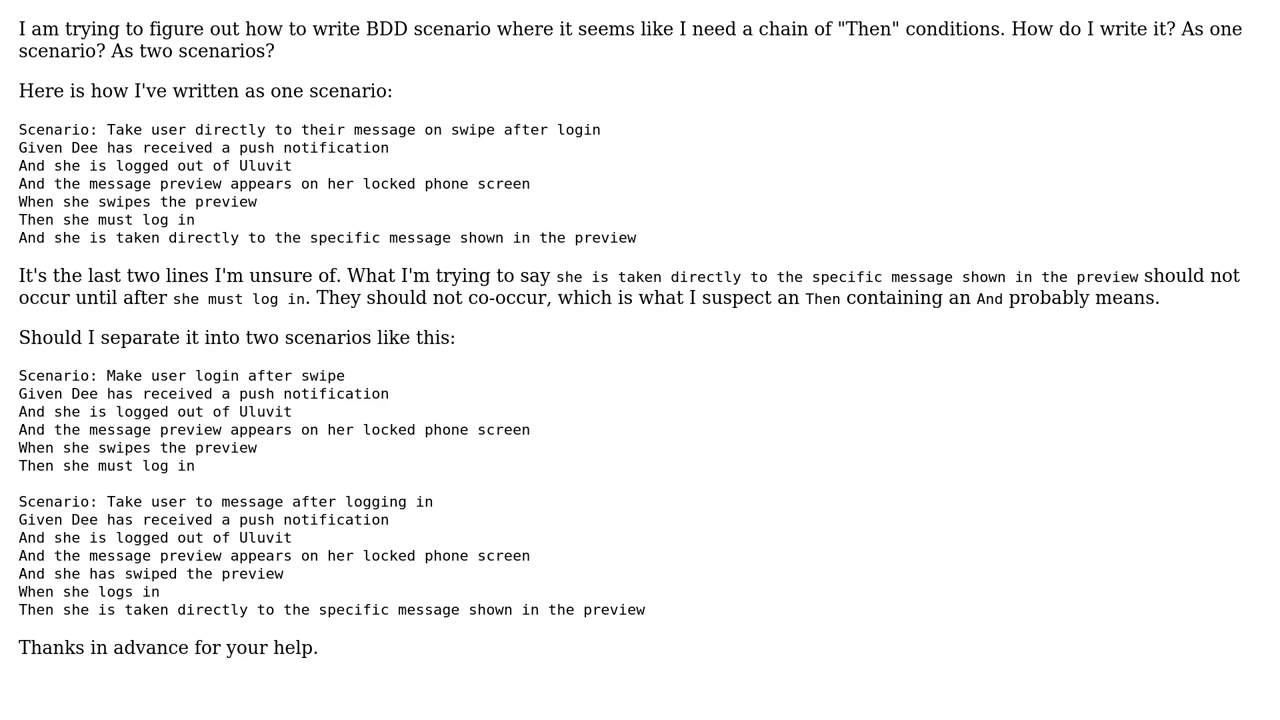 I am trying to figure out how to write BDD scenario where it seems like I need a chain of "Then" conditions. How do I write it? As one
scenario? As two scenarios?
Here is how I've written as one scenario:
Scenario: Take user directly to their message on swipe after login
Given Dee has received a push notification
And she is logged out of Uluvit
And the message preview appears on her locked phone screen
When she swipes the preview
Then she must log in
And she is taken directly to the specific message shown in the preview
It's the last two lines I'm unsure of. What I'm trying to say she is taken directly to the specific message shown in the preview should not
occur until after she must log in. They should not co-occur, which is what I suspect an Then containing an And probably means.
Should I separate it into two scenarios like this:
Scenario: Make user login after swipe
Given Dee has received a push notification
And she is logged out of Uluvit
And the message preview appears on her locked phone screen
When she swipes the preview
Then she must log in
Scenario: Take user to message after logging in
Given Dee has received a push notification
And she is logged out of Uluvit
And the message preview appears on her locked phone screen
And she has swiped the preview
When she logs in
Then she is taken directly to the specific message shown in the preview
Thanks in advance for your help.